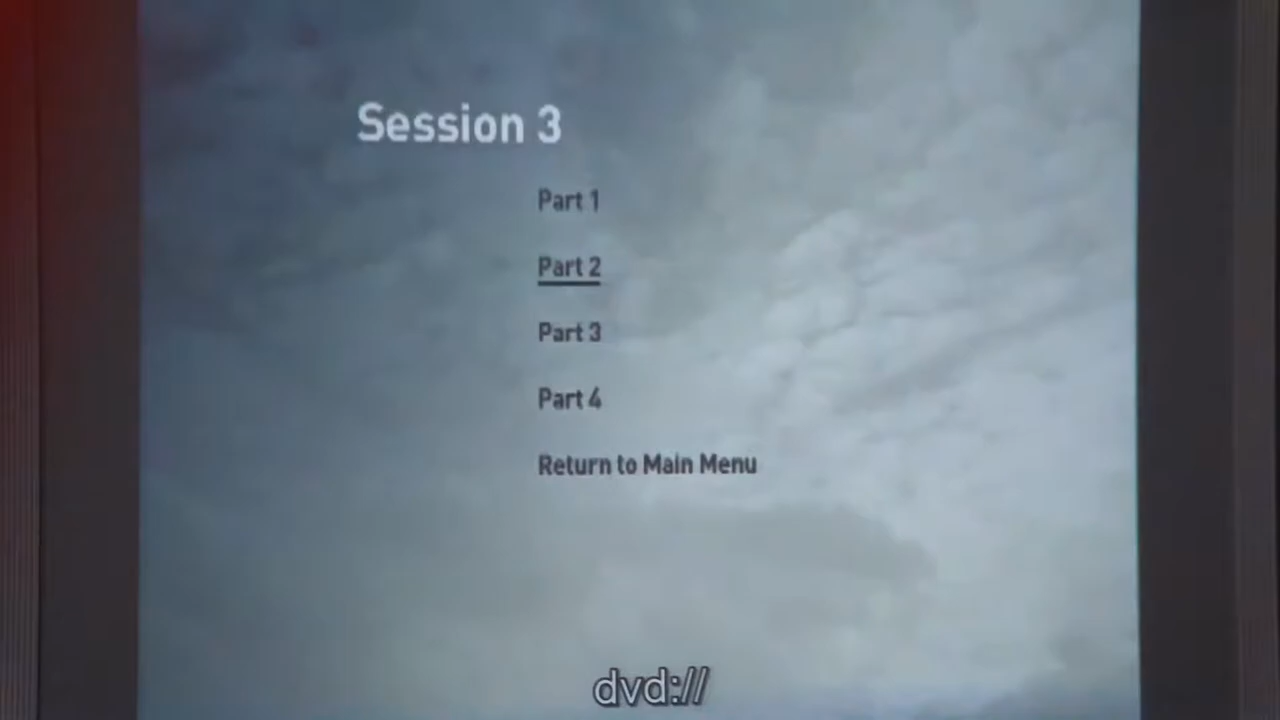 Session 3
Part 1
Part 2
Part 3
Part 4
Return to Main Menu
dvd://